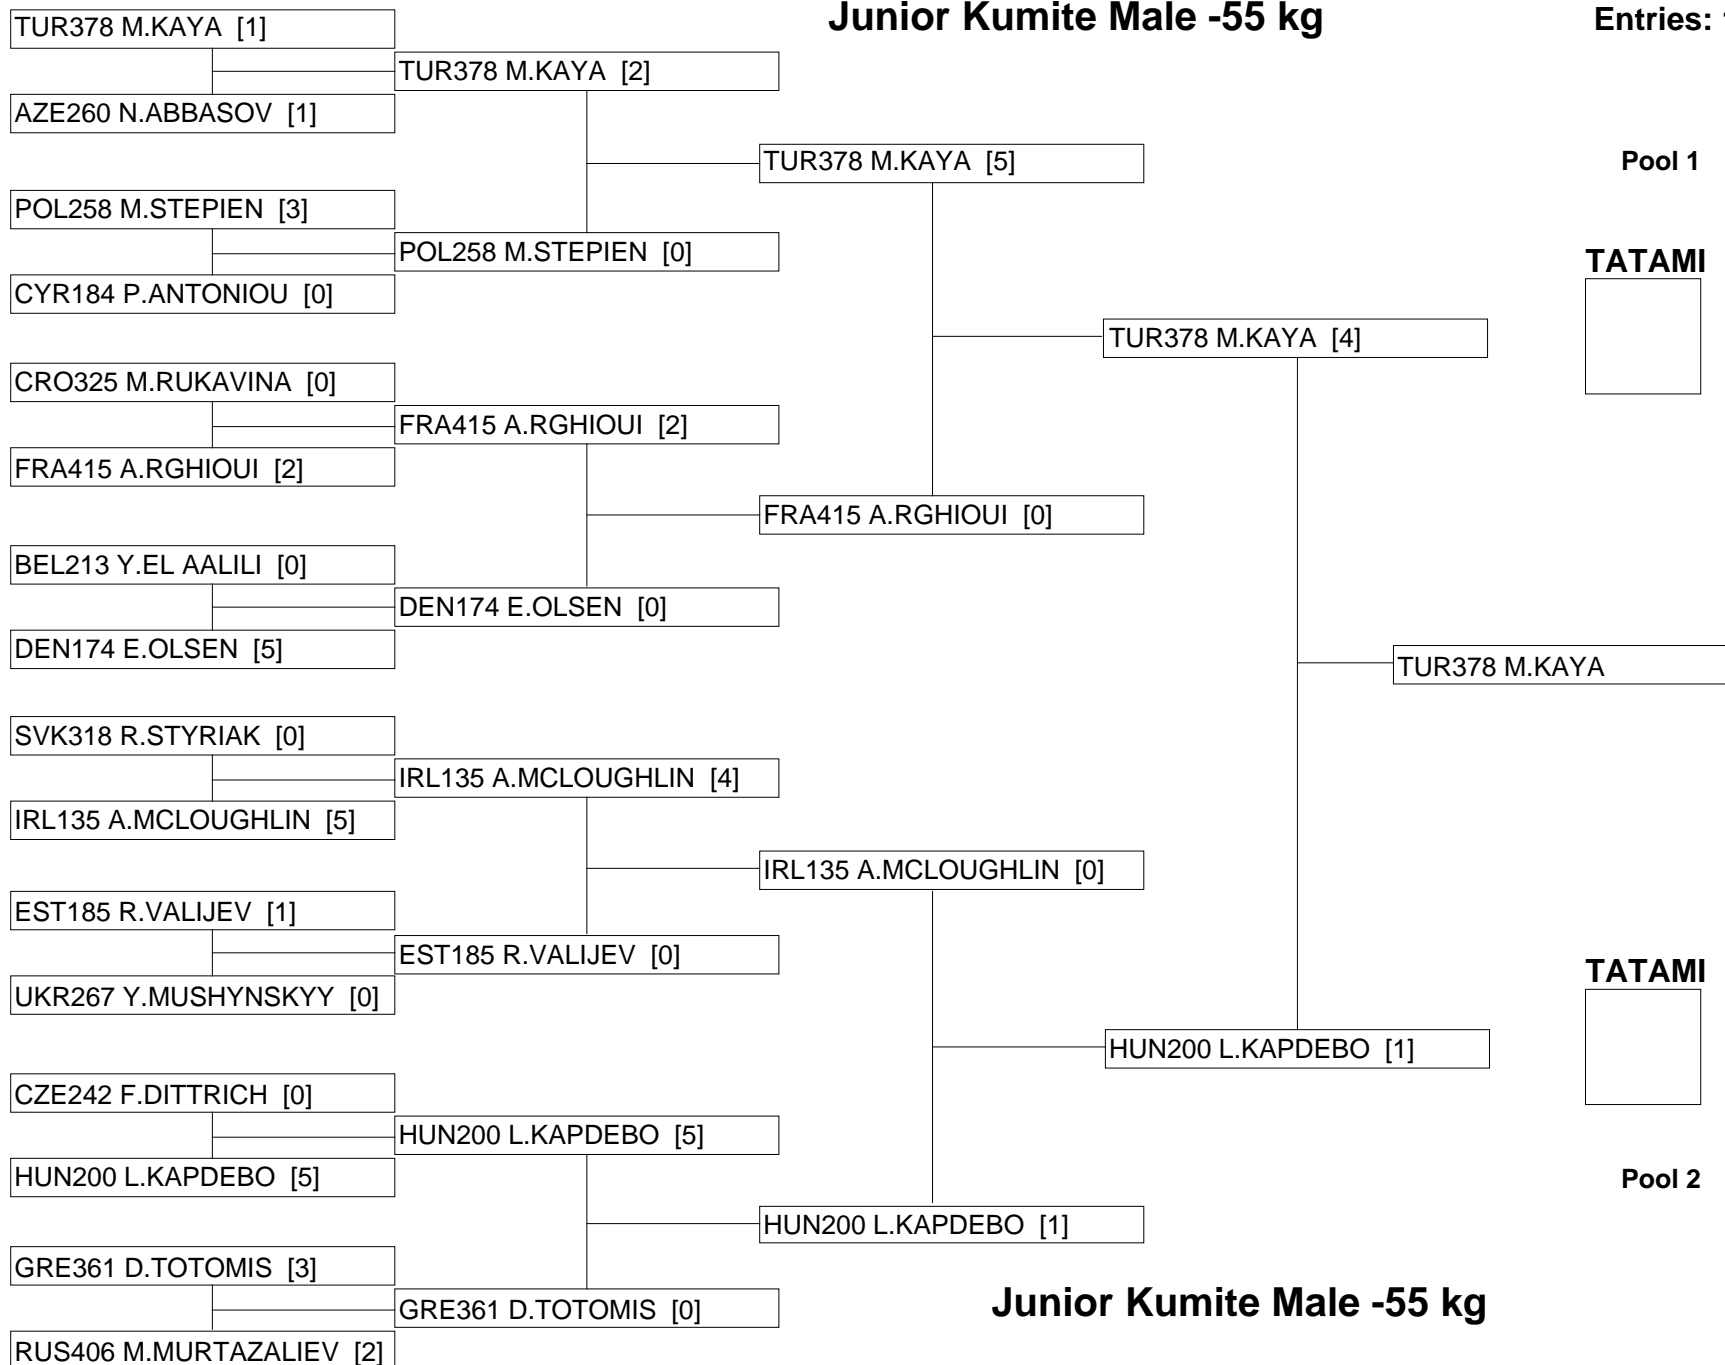 Junior Kumite Male -55 kg
Entries:
TUR378 M.KAYA [1]
AZE260 N.ABBASOV [1]
POL258 M.STEPIEN [3]
CYR184 P.ANTONIOU [0]
CRO325 M.RUKAVINA [0]
FRA415 A.RGHIOUI [2]
BEL213 Y.EL AALILI [0]
DEN174 E.OLSEN [5]
SVK318 R.STYRIAK [0]
IRL135 A.MCLOUGHLIN [5]
EST185 R.VALIJEV [1]
UKR267 Y.MUSHYNSKYY [0]
CZE242 F.DITTRICH [0]
HUN200 L.KAPDEBO [5]
GRE361 D.TOTOMIS [3]
RUS406 M.MURTAZALIEV [2]
TUR378 M.KAYA [2]
POL258 M.STEPIEN [0]
FRA415 A.RGHIOUI [2]
DEN174 E.OLSEN [0]
IRL135 A.MCLOUGHLIN [4]
EST185 R.VALIJEV [0]
HUN200 L.KAPDEBO [5]
GRE361 D.TOTOMIS [0]
TUR378 M.KAYA [5]
FRA415 A.RGHIOUI [0]
IRL135 A.MCLOUGHLIN [0]
HUN200 L.KAPDEBO [1]
TUR378 M.KAYA [4]
HUN200 L.KAPDEBO [1]
TUR378 M.KAYA
Pool 1
TATAMI
TATAMI
Pool 2
Junior Kumite Male -55 kg